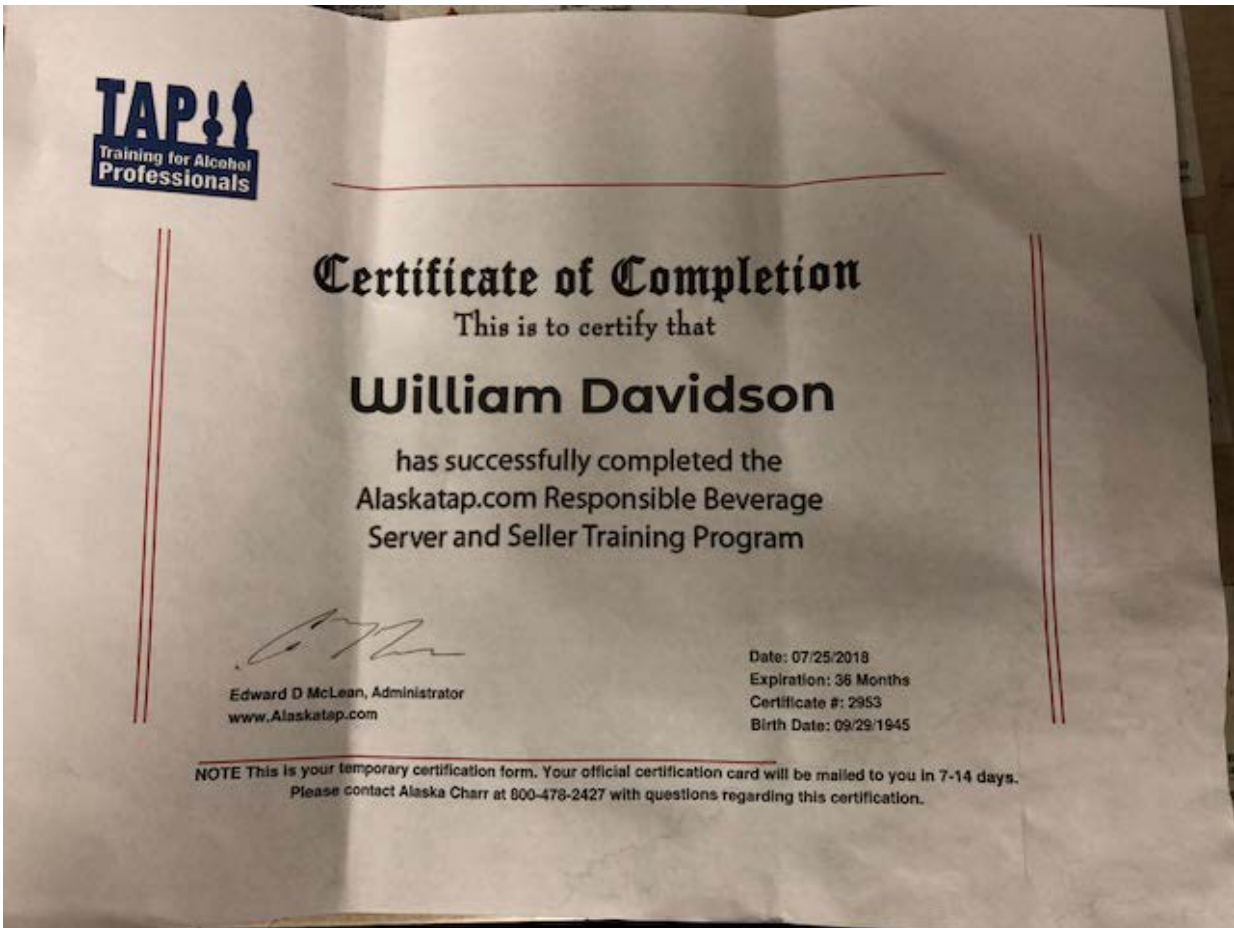 TAP
Training for Alcohol
Professionals
Certificate of Completion
This is to certify that
William Davidson
has successfully completed the
Alaskatap.com Responsible Beverage
Server and Seller Training Program
Edward D McLean, Administrator
www.Alaskatap.com
Date: 07/25/2018
Expiration: 36 Months
Certificate #: 2953
Birth Date: 09/29/1945
NOTE This is your temporary certification form. Your official certification card will be mailed to you in 7-14 days.
Please contact Alaska Charr at 800-478-2427 with questions regarding this certification.